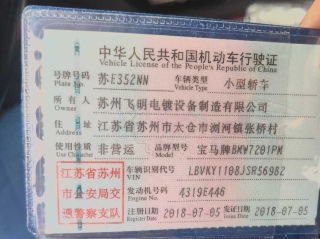 中华人民共和国机动车行驶证
Vehicle License of the People's Republic of China
号牌号码 苏E352NN 车辆类型 小型轿车
Plate No. Vehicle Type
所有人 苏州飞明电镀设备制造有限公司
Owner
住址 江苏省苏州市太仓市浏河镇张桥村
Address
使用性质 非营运 品牌型号 宝马牌BMW7201PM
Use Character Model
车辆识别代号 LBVKY1108JSR56982
VIN
发动机号码 4319E446
Engine No.
注册日期 2018-07-05 发证日期 2018-07-05
Register Date Issue Date
江苏省苏州
市公安局交
通警察支队